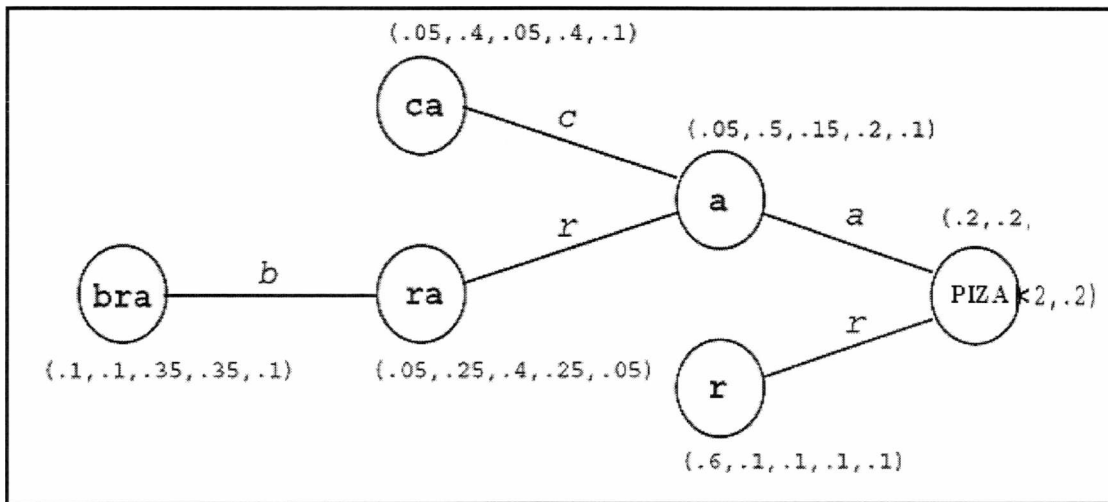 (.05,.4,.05,.4,.1)
ca
c
(.05,.5,.15,.2,.1)
a
a
(.2,.2,
r
bra
b
ra
PIZA
2,.2)
r
(.1,.1,.35,.35,.1)
(.05,.25,.4,.25,.05)
r
(.6,.1,.1,.1,.1)